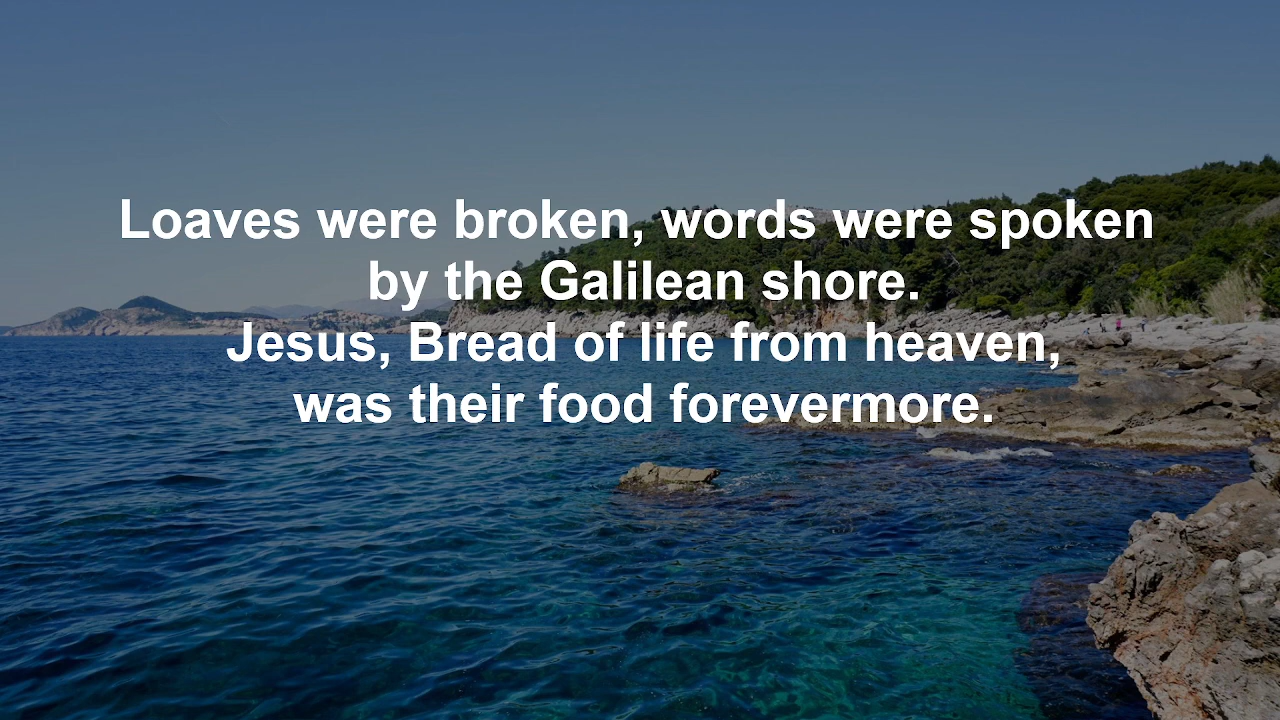 Loaves were broken, words were spoken
by the Galilean shore.
Jesus, Bread of life from heaven,
was their food forevermore.